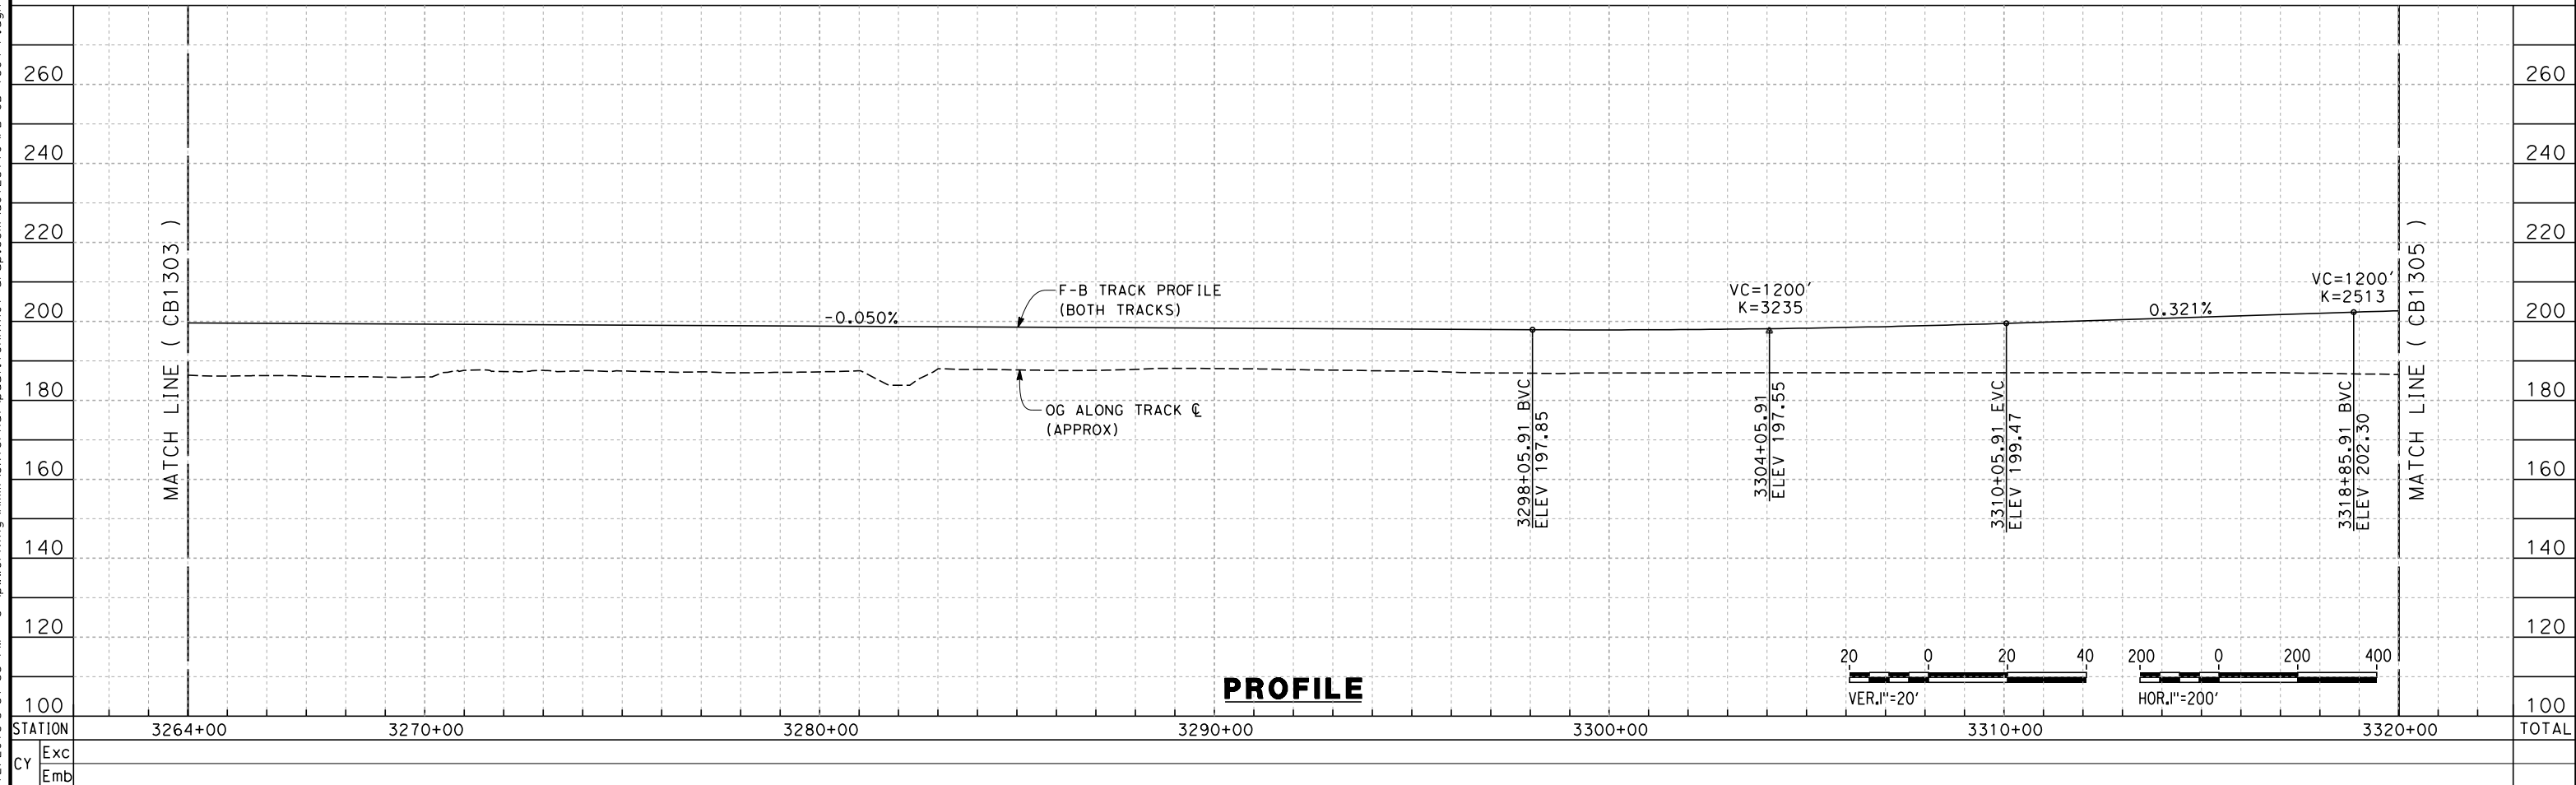 260 260
240 240
220 220
200 200
180 180
160 160
140 140
120 120
100 100
MATCH LINE ( CB1303 )
-0.050%
F-B TRACK PROFILE
(BOTH TRACKS)
OG ALONG TRACK ℄
(APPROX)
3298+05.91 BVC
ELEV 197.85
VC=1200'
K=3235
3304+05.91
ELEV 197.55
3310+05.91 EVC
ELEV 199.47
0.321%
VC=1200'
K=2513
3318+85.91 BVC
ELEV 202.30
MATCH LINE ( CB1305 )
PROFILE
20 0 20 40
VER.1"=20'
200 0 200 400
HOR.1"=200'
STATION 3264+00 3270+00 3280+00 3290+00 3300+00 3310+00 3320+00 TOTAL
CY
Exc
Emb